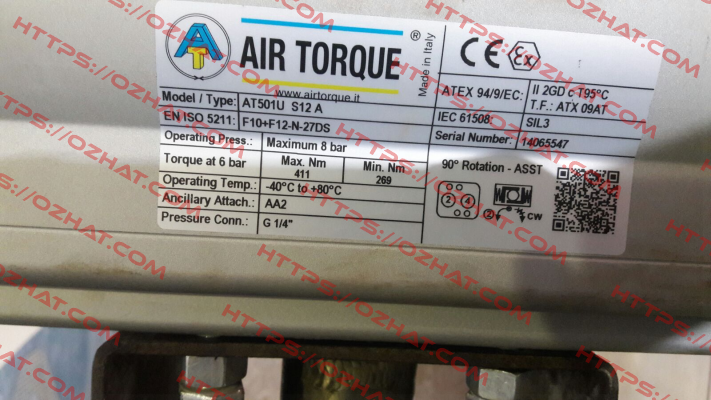 AT
AIR TORQUE ®
www.airtorque.it
Made in Italy
CE Ex
Model / Type: AT501U S12 A
EN ISO 5211: F10+F12-N-27DS
Operating Press.: Maximum 8 bar
Torque at 6 bar Max. Nm 411 Min. Nm 269
Operating Temp.: -40°C to +80°C
Ancillary Attach.: AA2
Pressure Conn.: G 1/4"
ATEX 94/9/EC: II 2GD c T95°C
T.F.: ATX 09AT
IEC 61508: SIL3
Serial Number: 14065547
90° Rotation - ASST
2 4
2 CW
HTTPS://OZHAT.COM